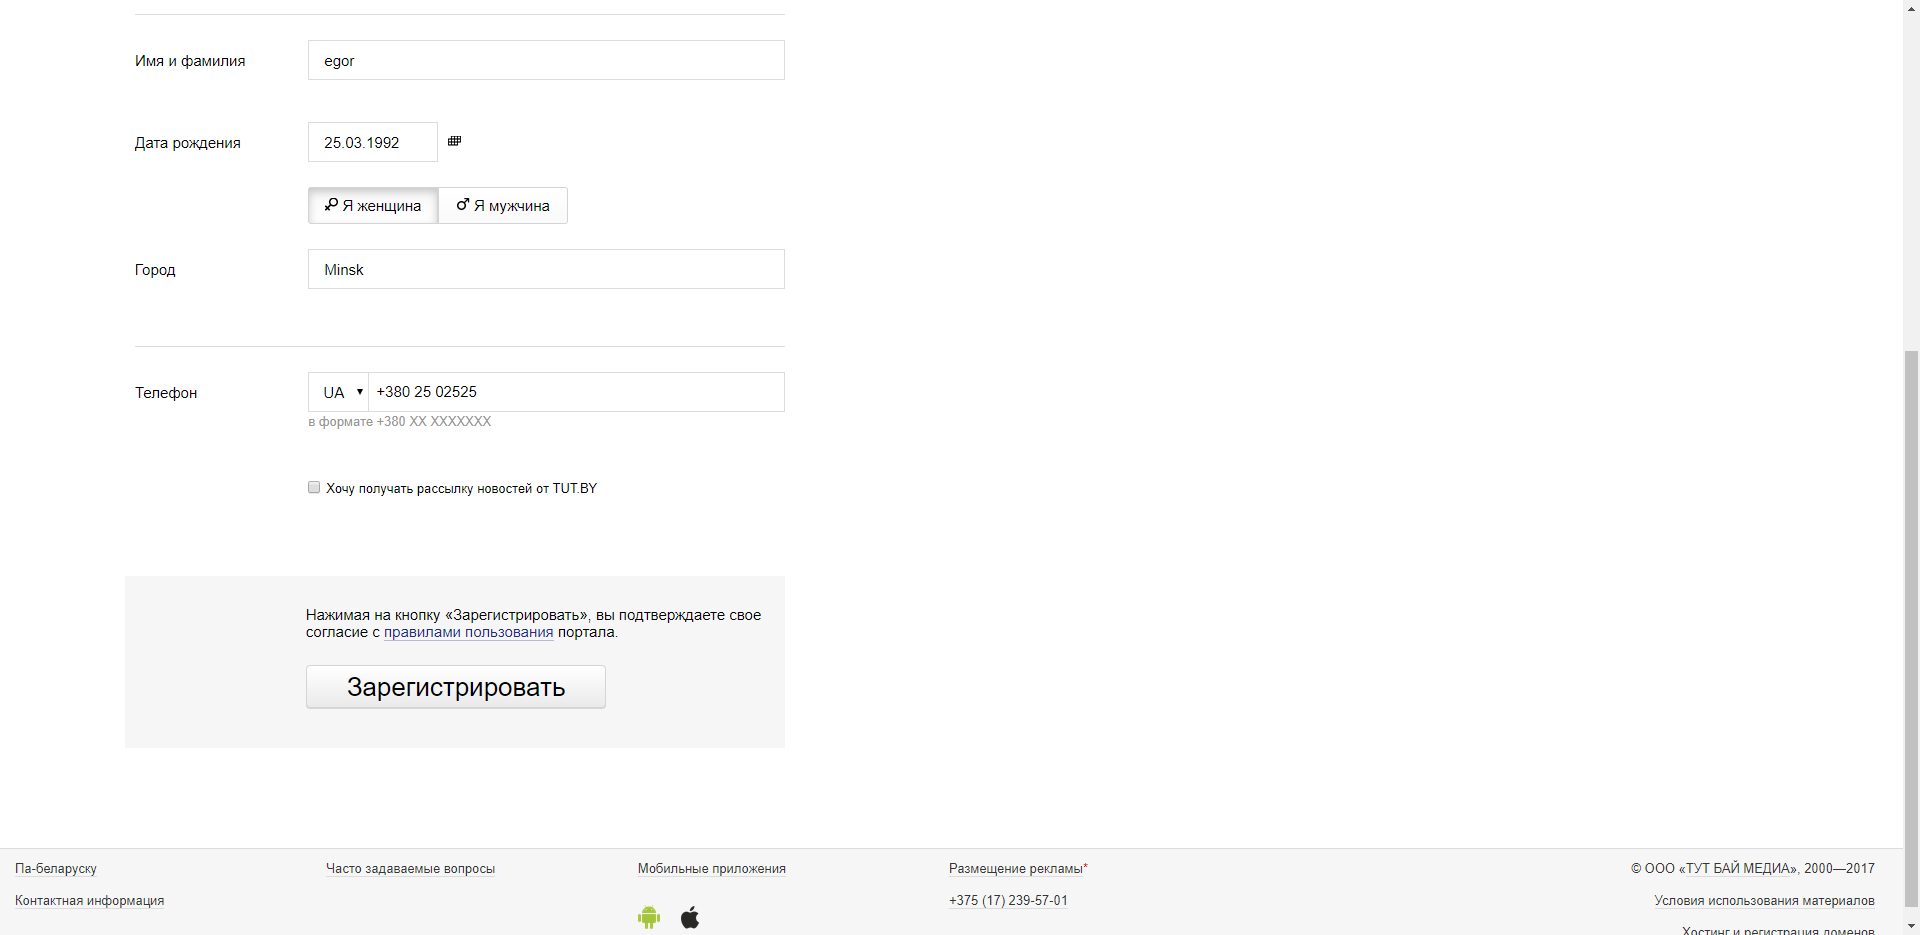 Имя и фамилия
egor
Дата рождения
25.03.1992
Я женщина
Я мужчина
Город
Minsk
Телефон
UA
+380 25 02525
в формате +380 XX XXXXXXX
Хочу получать рассылку новостей от TUT.BY
Нажимая на кнопку «Зарегистрировать», вы подтверждаете свое
согласие с правилами пользования портала.
Зарегистрировать
Па-беларуску
Часто задаваемые вопросы
Мобильные приложения
Размещение рекламы*
© ООО «ТУТ БАЙ МЕДИА», 2000—2017
Контактная информация
+375 (17) 239-57-01
Условия использования материалов
Хостинг и регистрация доменов